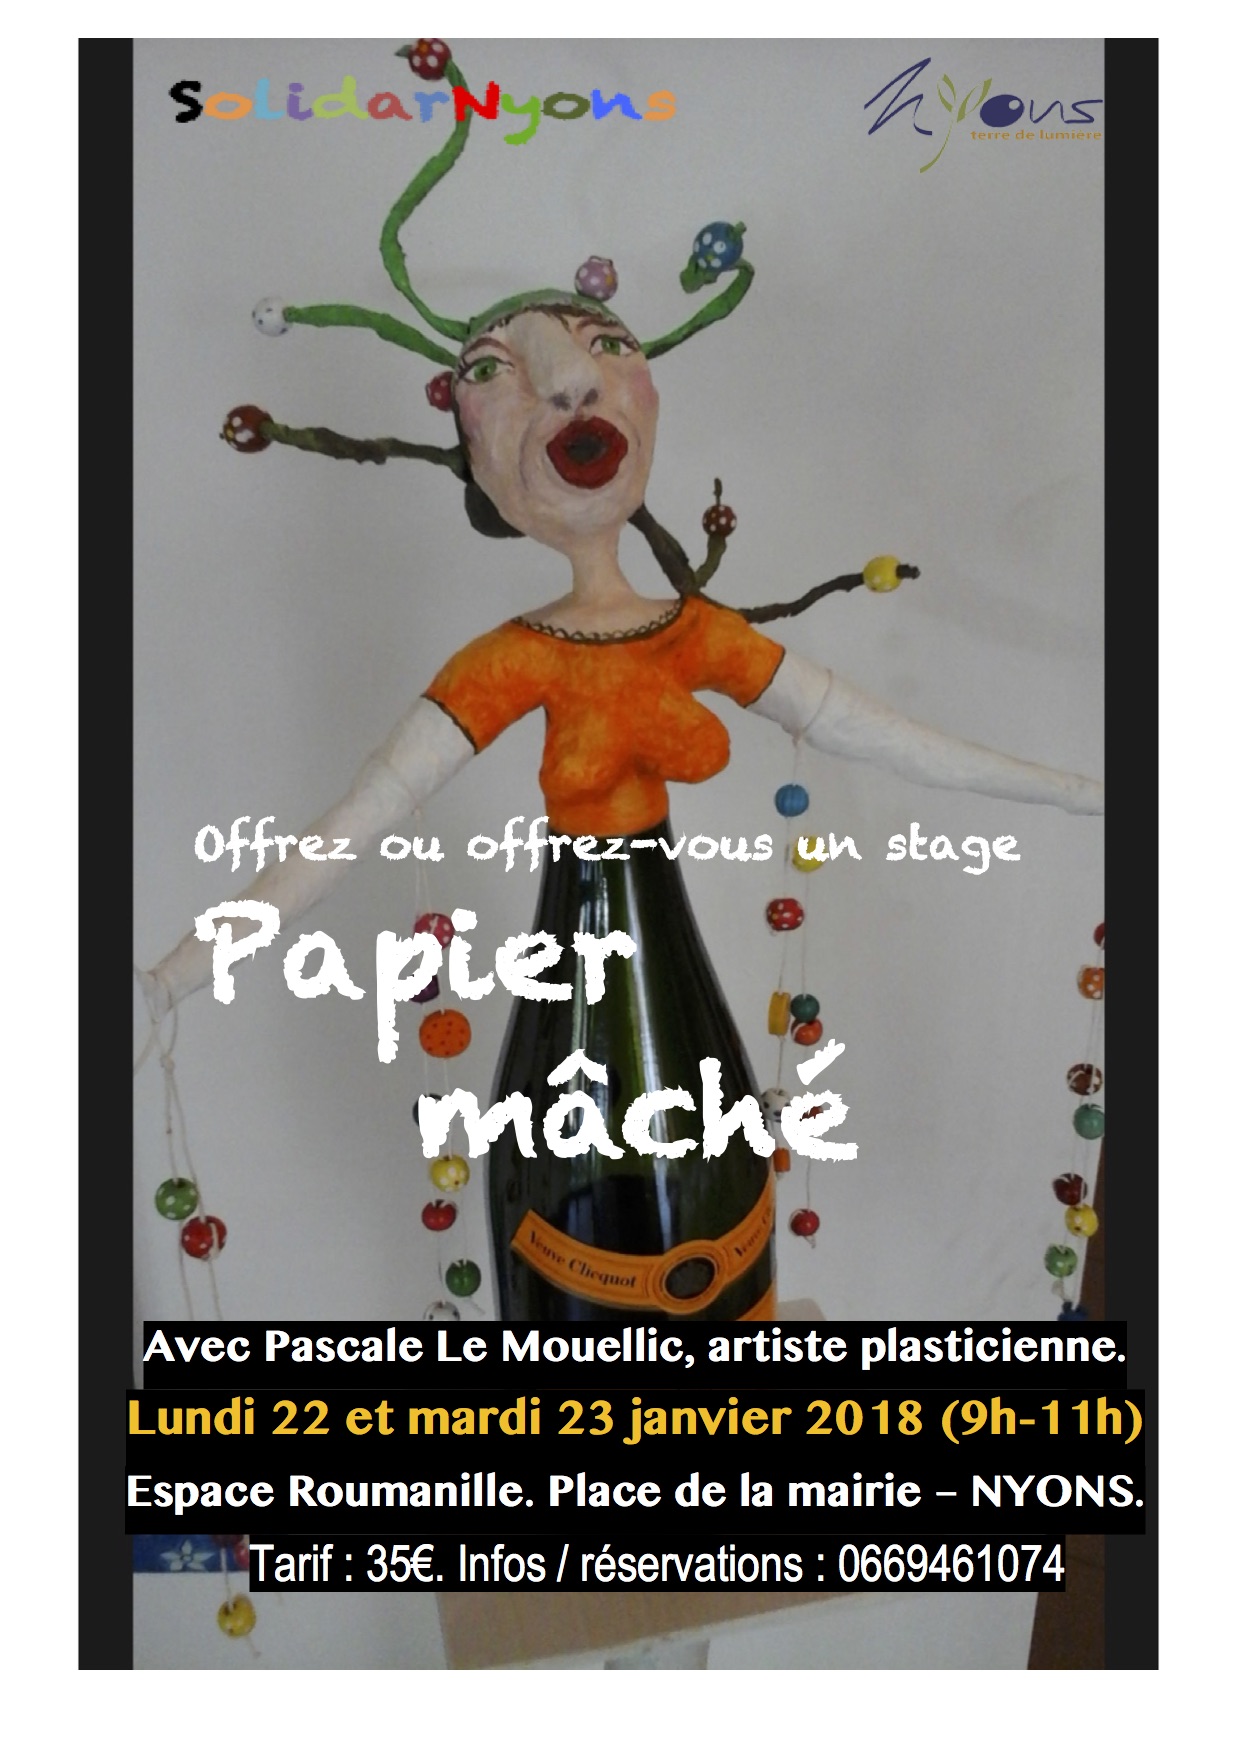 SolidarNyons
Nyons
terre de lumière
Offrez ou offrez-vous un stage
Papier
mâché
Veuve Clicquot
Avec Pascale Le Mouellic, artiste plasticienne.
Lundi 22 et mardi 23 janvier 2018 (9h-11h)
Espace Roumanille. Place de la mairie – NYONS.
Tarif : 35€. Infos / réservations : 0669461074